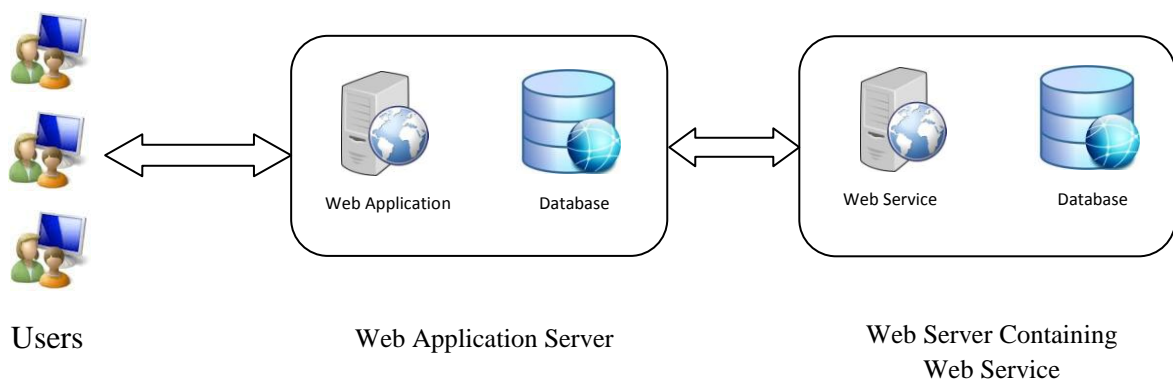 Web Application
Database
Web Service
Database
Users
Web Application Server
Web Server Containing
Web Service